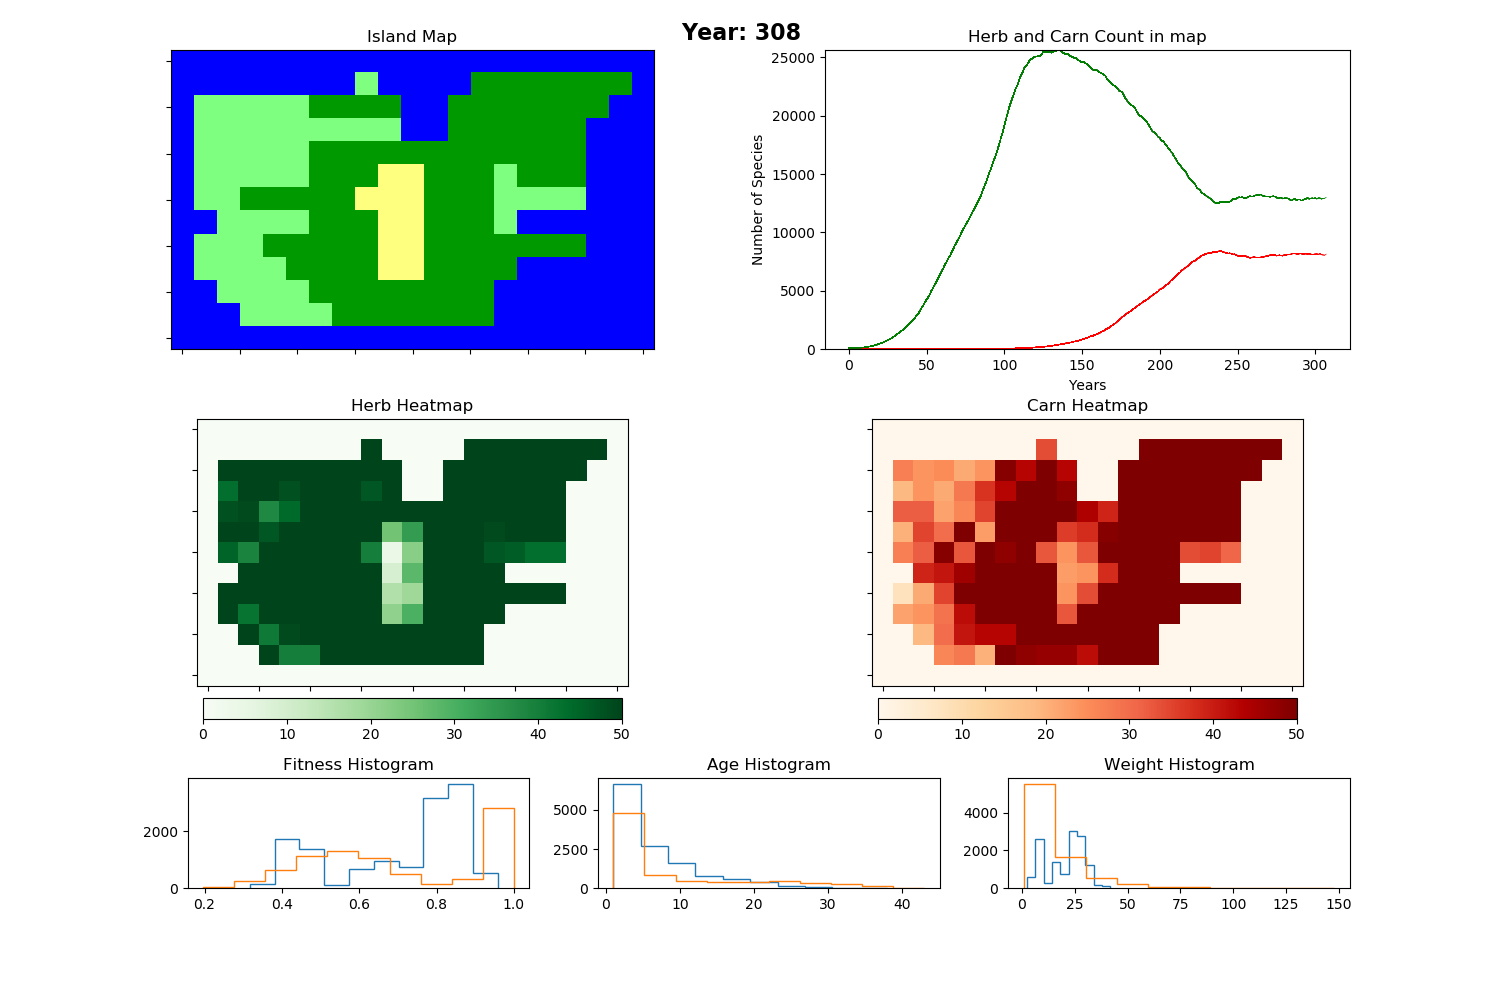 Year: 308
Island Map
Herb and Carn Count in map
25000
20000
15000
10000
5000
0
Number of Species
0 50 100 150 200 250 300
Years
Herb Heatmap
Carn Heatmap
0 10 20 30 40 50
0 10 20 30 40 50
Fitness Histogram
Age Histogram
Weight Histogram
2000
0
0.2 0.4 0.6 0.8 1.0
5000
2500
0
0 10 20 30 40
4000
2000
0
0 25 50 75 100 125 150